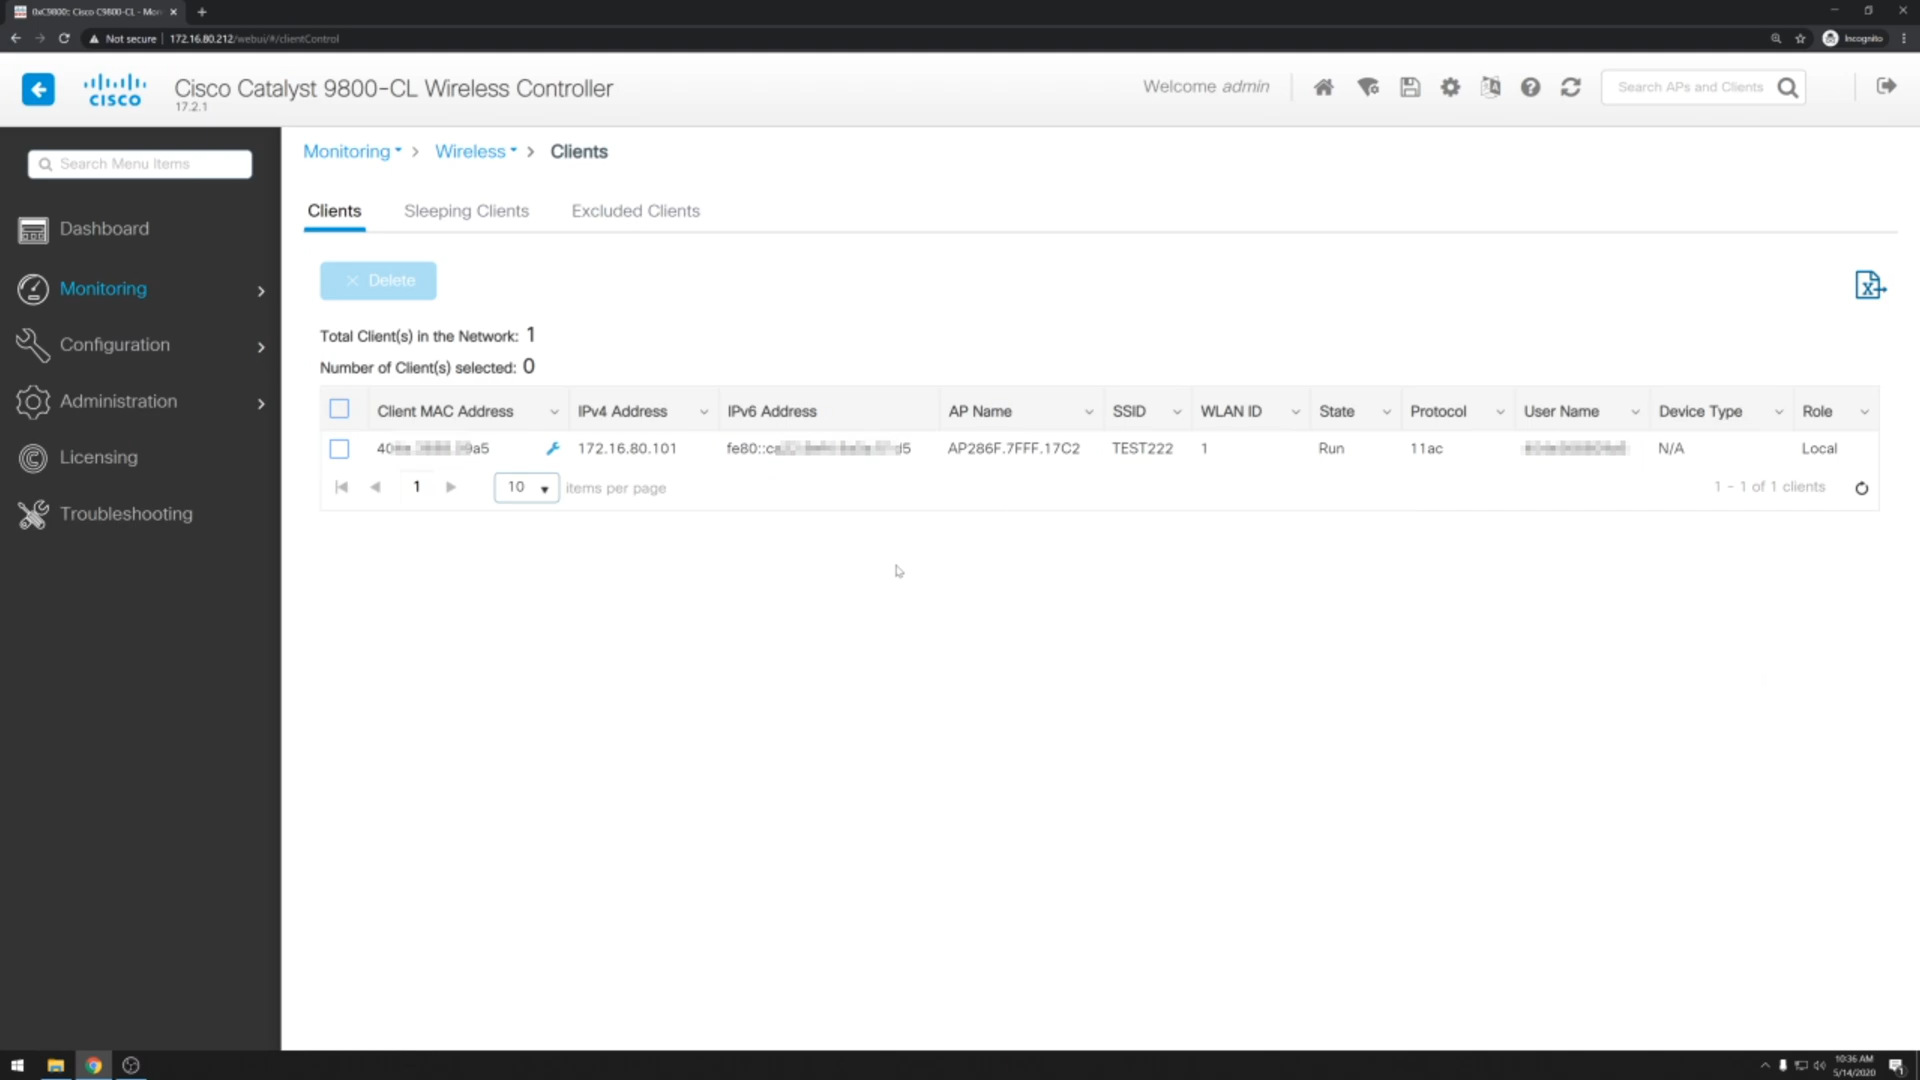 0xC9800: Cisco C9800-CL - Mon
Not secure | 172.16.80.212/webui/#/clientControl
Incognito
CISCO
Cisco Catalyst 9800-CL Wireless Controller
17.2.1
Welcome admin
Search APs and Clients
Search Menu Items
Dashboard
Monitoring
Configuration
Administration
Licensing
Troubleshooting
Monitoring > Wireless > Clients
Clients Sleeping Clients Excluded Clients
× Delete
Total Client(s) in the Network: 1
Number of Client(s) selected: 0
Client MAC Address IPv4 Address IPv6 Address AP Name SSID WLAN ID State Protocol User Name Device Type Role
172.16.80.101 AP286F.7FFF.17C2 TEST222 1 Run 11ac N/A Local
1 10 items per page 1 - 1 of 1 clients
10:36 AM
5/14/2020